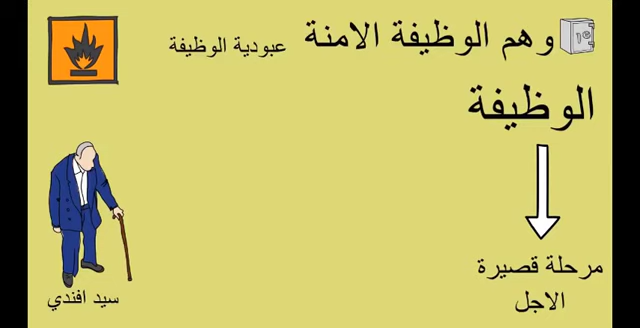 وهم الوظيفة الامنة
عبودية الوظيفة
الوظيفة
مرحلة قصيرة
الاجل
سيد افندي